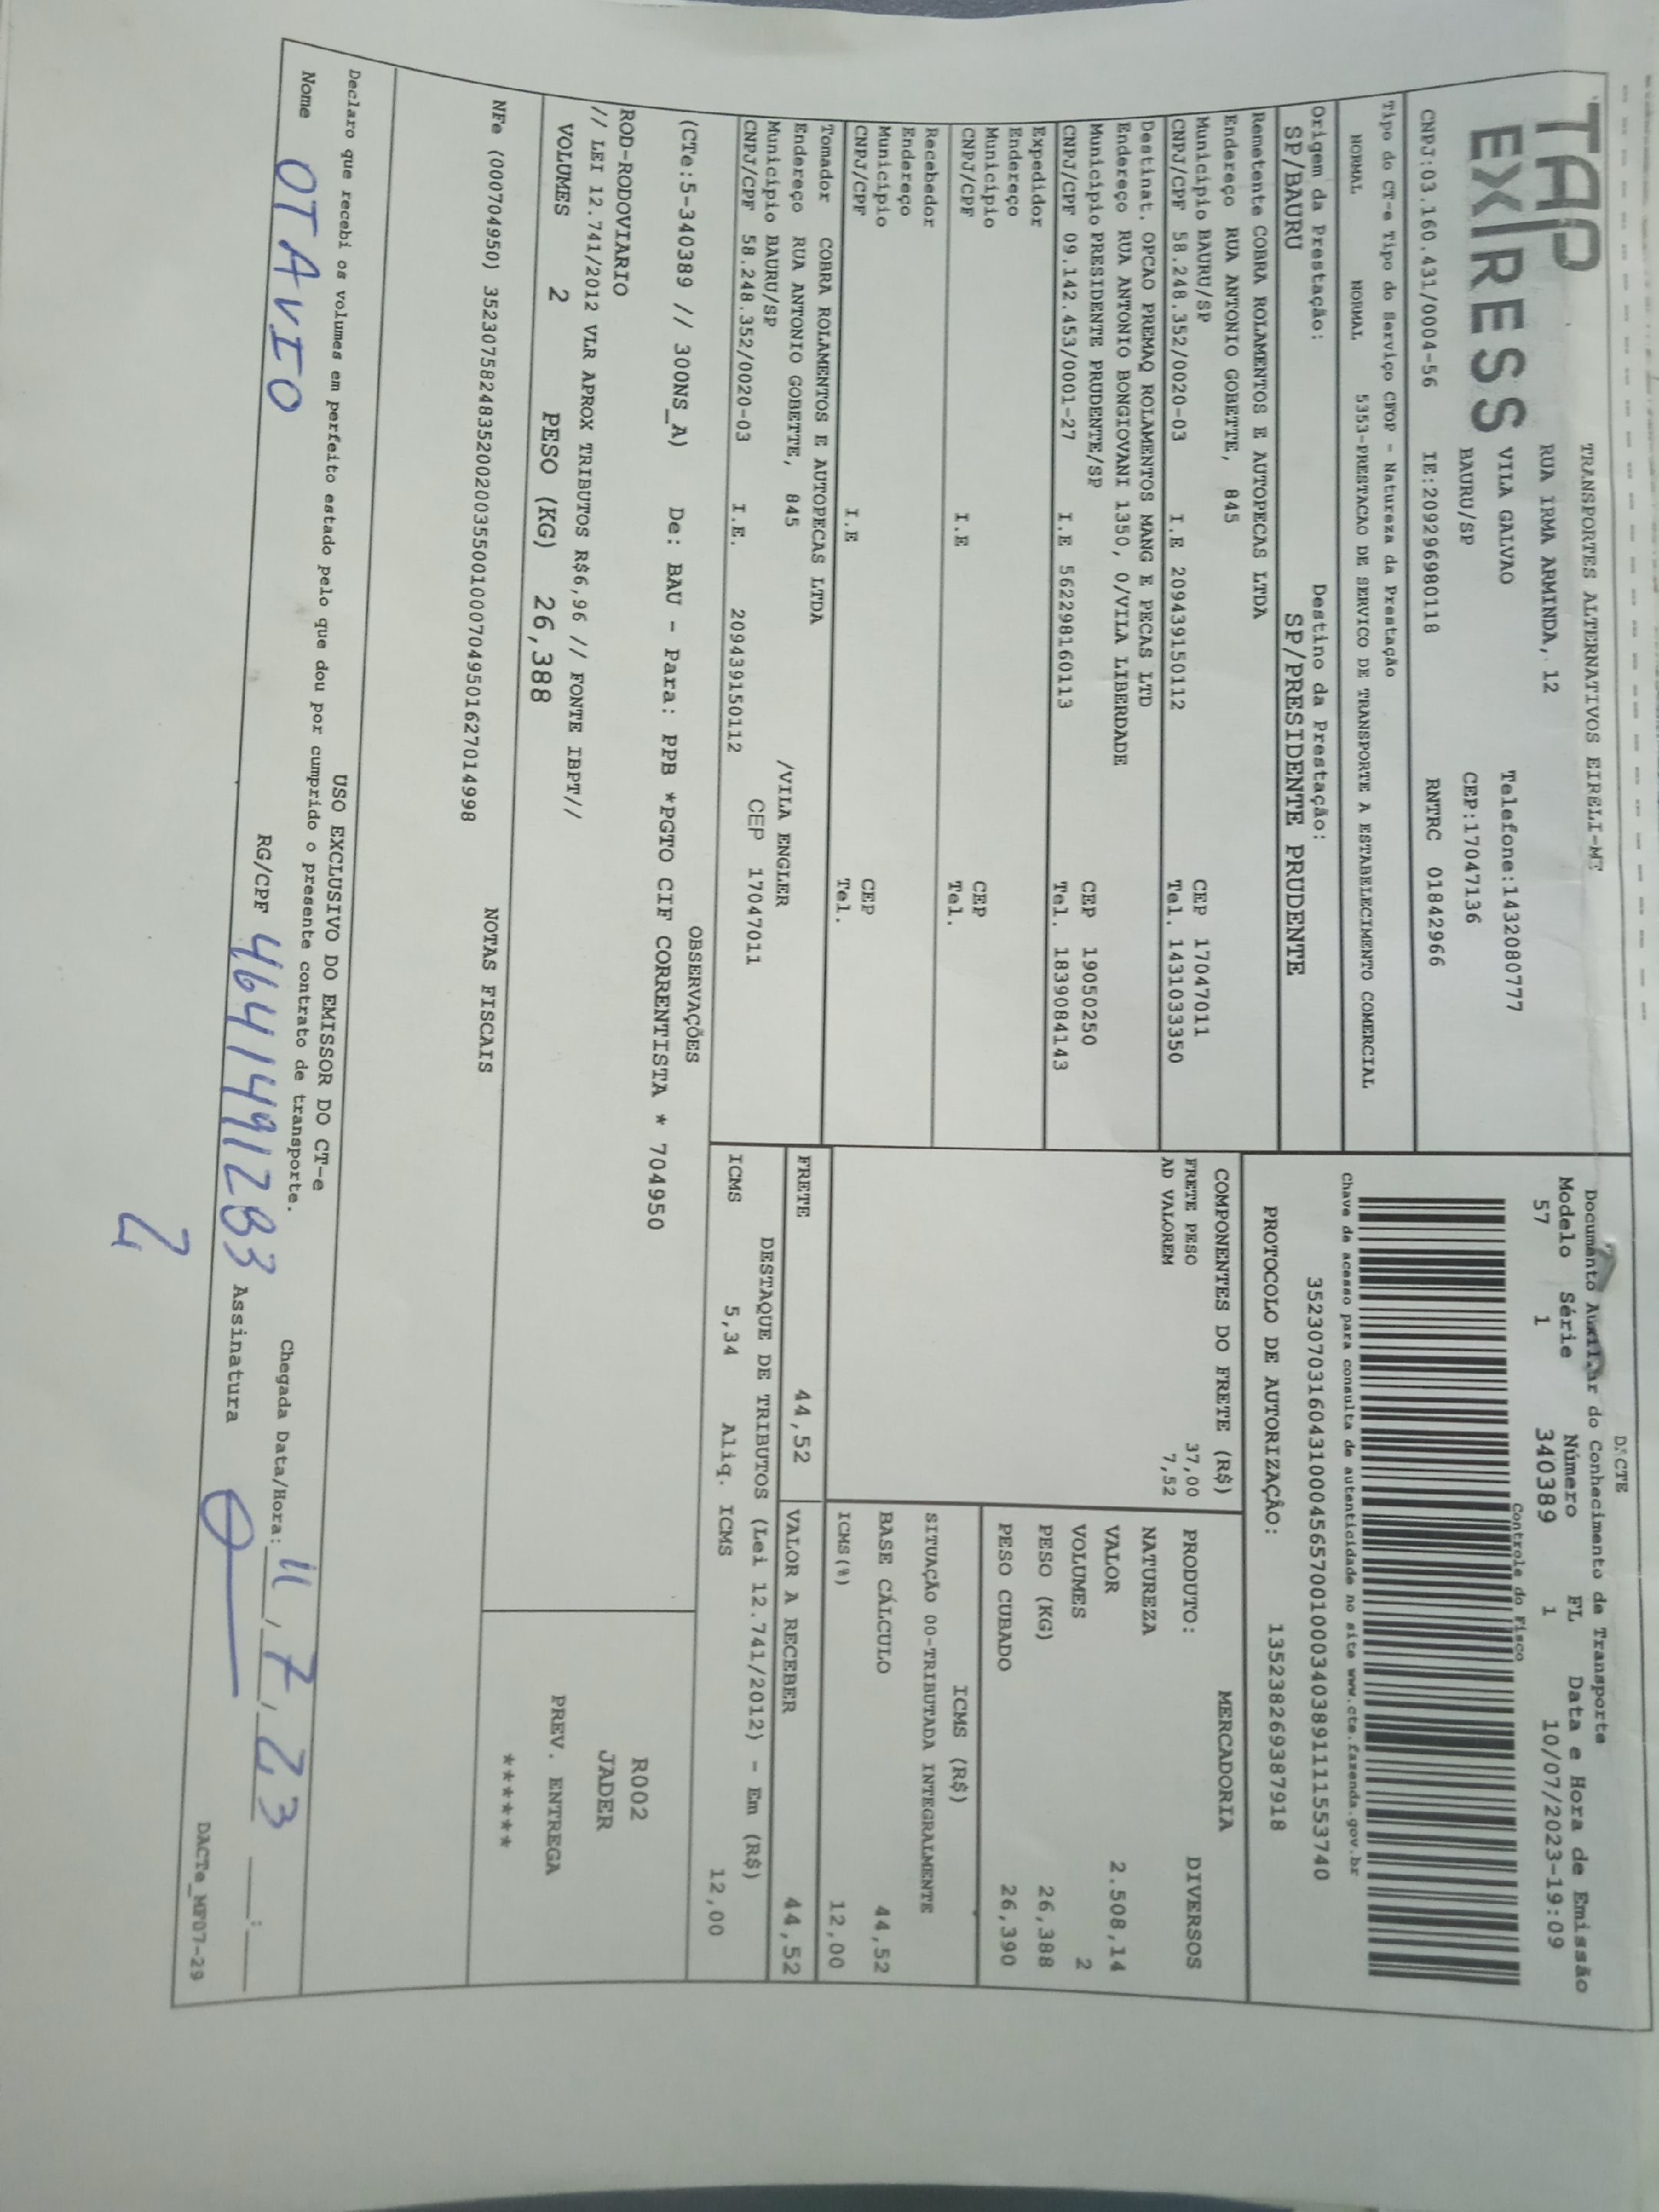 TAP
EXPRESS
TRANSPORTES ALTERNATIVOS EIRELI-ME
RUA IRMA ARMINDA, 12
VILA GALVAO
Telefone:1432080777
BAURU/SP
CEP:17047136
CNPJ:03.160.431/0004-56 IE:209296980118 RNTRC 01842966
DACTE
Documento Auxiliar do Conhecimento de Transporte
Modelo Série Número FL Data e Hora de Emissão
57 1 340389 1 10/07/2023-19:09
Controle do Fisco
Chave de acesso para consulta de autenticidade no site www.cte.fazenda.gov.br
35230703160431000456570010003403891111553740
PROTOCOLO DE AUTORIZAÇÃO: 135238269387918
Tipo do CT-e Tipo do Serviço CFOP - Natureza da Prestação
NORMAL NORMAL 5353-PRESTACAO DE SERVICO DE TRANSPORTE A ESTABELECIMENTO COMERCIAL
Origem da Prestação: Destino da Prestação:
SP/BAURU SP/PRESIDENTE PRUDENTE
Remetente COBRA ROLAMENTOS E AUTOPECAS LTDA
Endereço RUA ANTONIO GOBETTE, 845
Município BAURU/SP CEP 17047011
CNPJ/CPF 58.248.352/0020-03 I.E 209439150112 Tel. 1431033350
Destinat. OPCAO PREMAQ ROLAMENTOS MANG E PECAS LTD
Endereço RUA ANTONIO BONGIOVANI 1350, 0/VILA LIBERDADE
Município PRESIDENTE PRUDENTE/SP CEP 19050250
CNPJ/CPF 09.142.453/0001-27 I.E 562298160113 Tel. 1839084143
Expedidor
Endereço
Município CEP
CNPJ/CPF I.E Tel.
Recebedor
Endereço
Município CEP
CNPJ/CPF I.E Tel.
Tomador COBRA ROLAMENTOS E AUTOPECAS LTDA
Endereço RUA ANTONIO GOBETTE, 845 /VILA ENGLER
Município BAURU/SP CEP 17047011
CNPJ/CPF 58.248.352/0020-03 I.E. 209439150112
COMPONENTES DO FRETE (R$)
FRETE PESO 37,00
AD VALOREM 7,52
MERCADORIA
PRODUTO: DIVERSOS
NATUREZA
VALOR 2.508,14
VOLUMES 2
PESO (KG) 26,388
PESO CUBADO 26,390
ICMS (R$)
SITUAÇÃO 00-TRIBUTADA INTEGRALMENTE
BASE CÁLCULO 44,52
ICMS(%) 12,00
FRETE 44,52 VALOR A RECEBER 44,52
DESTAQUE DE TRIBUTOS (Lei 12.741/2012) - Em (R$)
ICMS 5,34 Aliq. ICMS 12,00
OBSERVAÇÕES
(CTe:5-340389 // 300NS_A) De: BAU - Para: PPB *PGTO CIF CORRENTISTA * 704950
ROD-RODOVIARIO
// LEI 12.741/2012 VLR APROX TRIBUTOS R$6,96 // FONTE IBPT//
VOLUMES 2 PESO (KG) 26,388
R002
JADER
PREV. ENTREGA
*******
NOTAS FISCAIS
NFe (000704950) 35230758248352002003550010007049501627014998
USO EXCLUSIVO DO EMISSOR DO CT-e
Declaro que recebi os volumes em perfeito estado pelo que dou por cumprido o presente contrato de transporte.
Nome OTAVIO RG/CPF 4641491283 Assinatura
Chegada Data/Hora: 11/7/23 __:__
DACTe_MF07-29